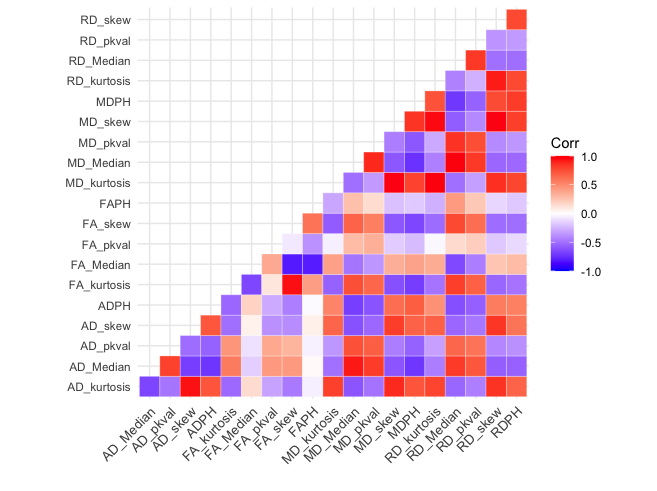 RD_skew
RD_pkval
RD_Median
RD_kurtosis
MDPH
MD_skew
MD_pkval
MD_Median
MD_kurtosis
FAPH
FA_skew
FA_pkval
FA_Median
FA_kurtosis
ADPH
AD_skew
AD_pkval
AD_Median
AD_kurtosis
AD_Median
AD_pkval
AD_skew
ADPH
FA_kurtosis
FA_Median
FA_pkval
FA_skew
FAPH
MD_kurtosis
MD_Median
MD_pkval
MD_skew
MDPH
RD_kurtosis
RD_Median
RD_pkval
RD_skew
RDPH
Corr
1.0
0.5
0.0
-0.5
-1.0